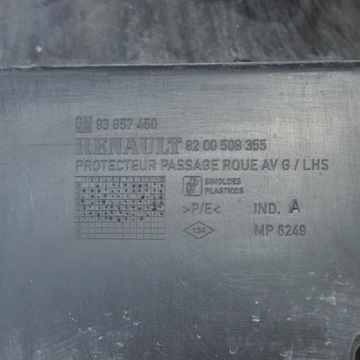 GM 93 857 450
RENAULT 82 00 508 355
PROTECTEUR PASSAGE ROUE AV G / LHS
SIMOLDES
PLASTICOS
>P/E< IND. A
134 MP 6249